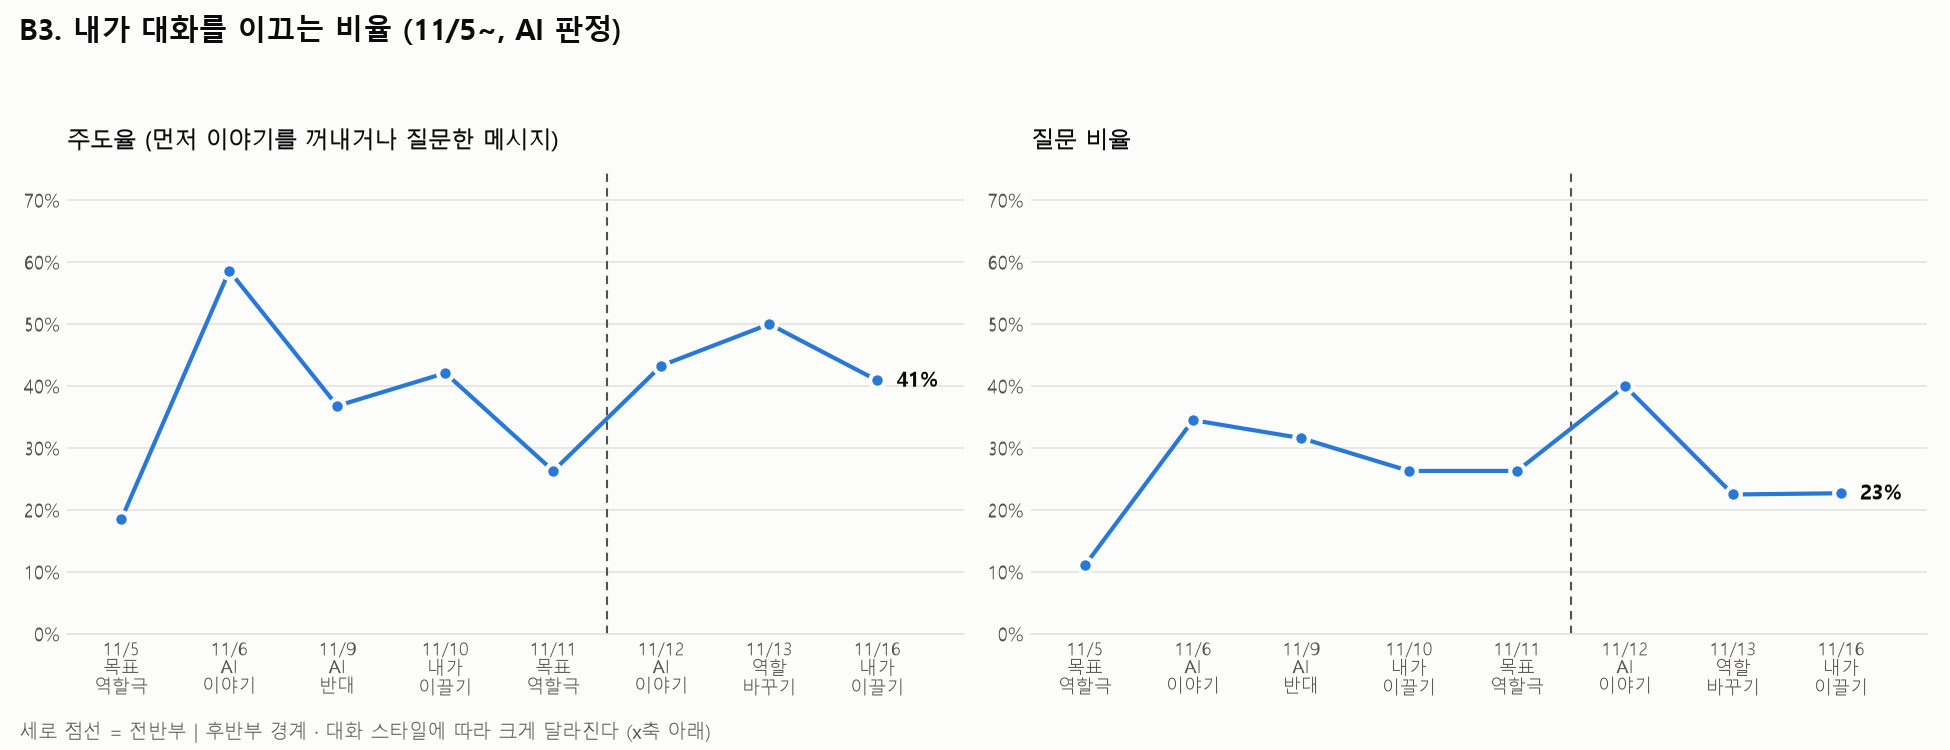 B3. 내가 대화를 이끄는 비율 (11/5~, AI 판정)
주도율 (먼저 이야기를 꺼내거나 질문한 메시지)
70%
60%
50%
40%
30%
20%
10%
0%
41%
11/5
목표
역할극
11/6
AI
이야기
11/9
AI
반대
11/10
내가
이끌기
11/11
목표
역할극
11/12
AI
이야기
11/13
역할
바꾸기
11/16
내가
이끌기
질문 비율
70%
60%
50%
40%
30%
20%
10%
0%
23%
11/5
목표
역할극
11/6
AI
이야기
11/9
AI
반대
11/10
내가
이끌기
11/11
목표
역할극
11/12
AI
이야기
11/13
역할
바꾸기
11/16
내가
이끌기
세로 점선 = 전반부 | 후반부 경계 · 대화 스타일에 따라 크게 달라진다 (x축 아래)